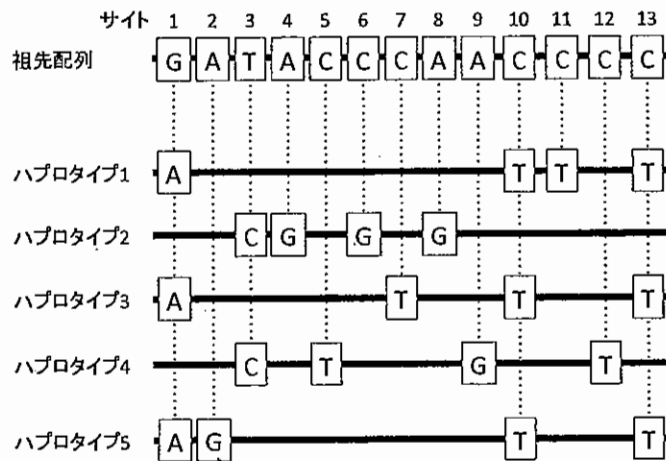 サイト 1 2 3 4 5 6 7 8 9 10 11 12 13
祖先配列 G A T A C C C A A C C C C
ハプロタイプ1 A T T T
ハプロタイプ2 C G G G
ハプロタイプ3 A T T T
ハプロタイプ4 C T G T
ハプロタイプ5 A G T T